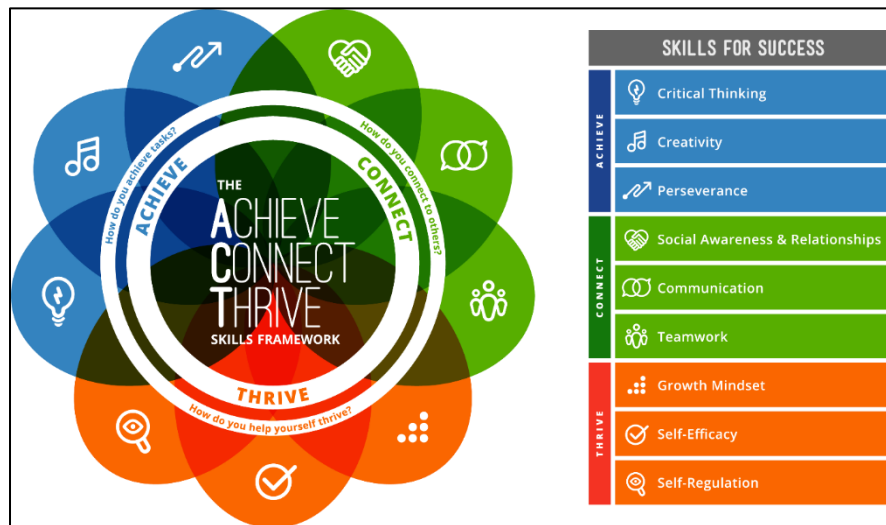 How do you achieve tasks?
ACHIEVE
How do you connect to others?
CONNECT
THE
ACHIEVE
CONNECT
THRIVE
SKILLS FRAMEWORK
THRIVE
How do you help yourself thrive?
SKILLS FOR SUCCESS
ACHIEVE
Critical Thinking
Creativity
Perseverance
CONNECT
Social Awareness & Relationships
Communication
Teamwork
THRIVE
Growth Mindset
Self-Efficacy
Self-Regulation